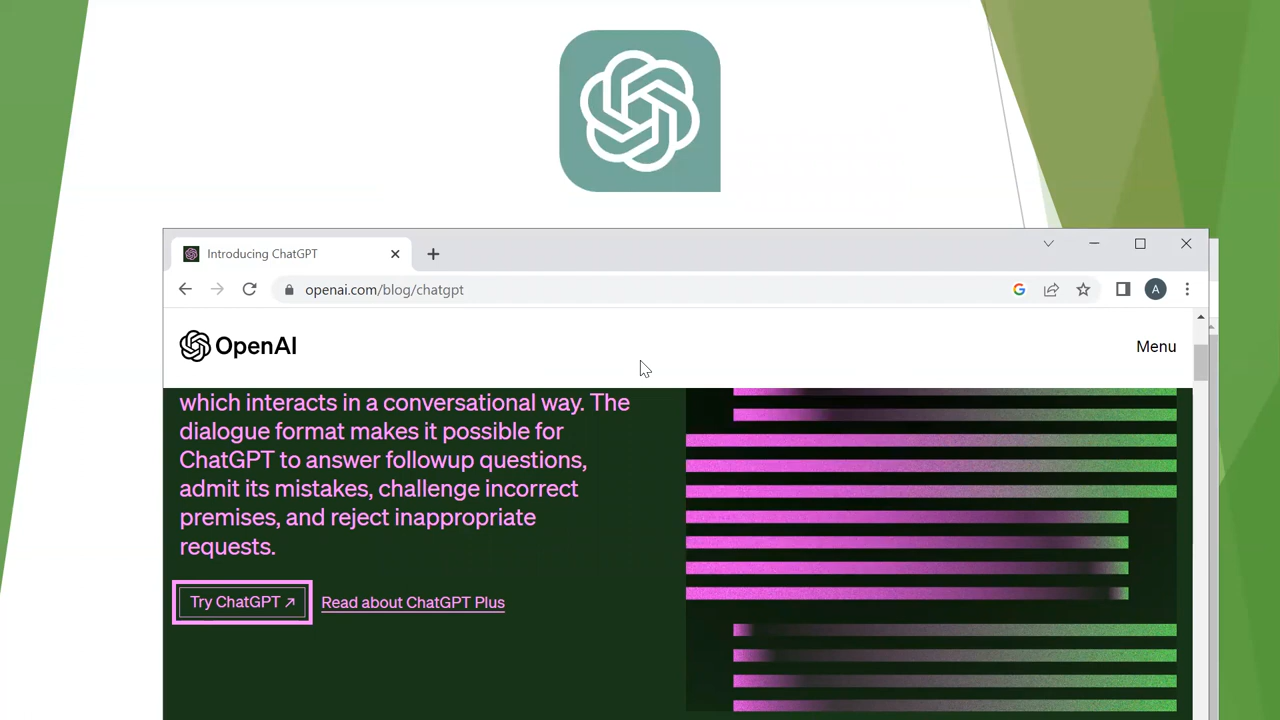 Introducing ChatGPT
openai.com/blog/chatgpt
A
OpenAI
Menu
which interacts in a conversational way. The
dialogue format makes it possible for
ChatGPT to answer followup questions,
admit its mistakes, challenge incorrect
premises, and reject inappropriate
requests.
Try ChatGPT ↗
Read about ChatGPT Plus